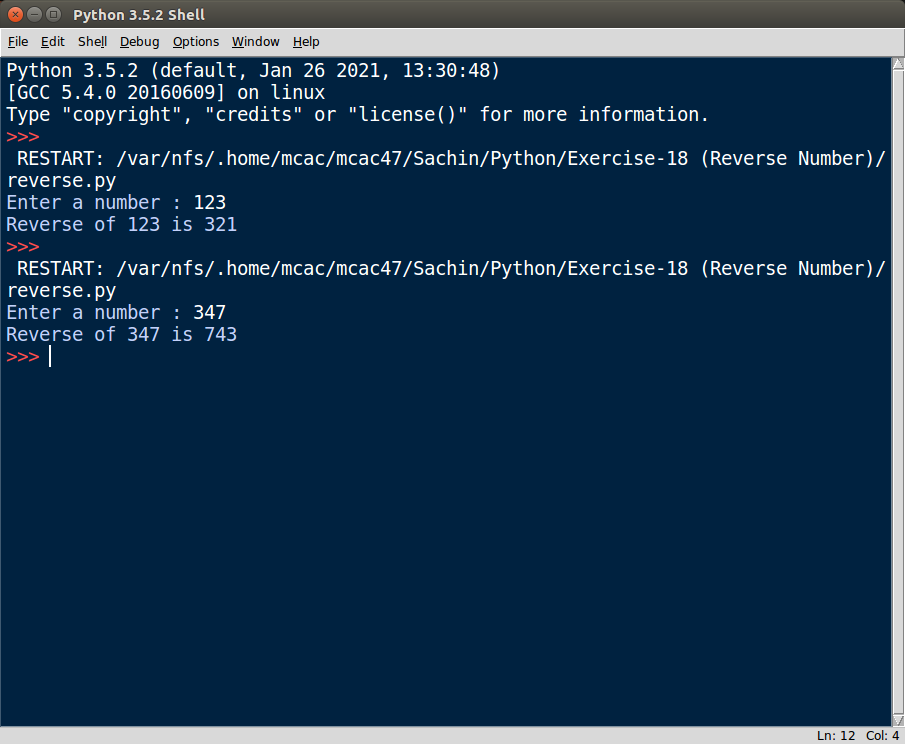 Python 3.5.2 Shell
File Edit Shell Debug Options Window Help
Python 3.5.2 (default, Jan 26 2021, 13:30:48)
[GCC 5.4.0 20160609] on linux
Type "copyright", "credits" or "license()" for more information.
>>>
 RESTART: /var/nfs/.home/mcac/mcac47/Sachin/Python/Exercise-18 (Reverse Number)/
reverse.py
Enter a number : 123
Reverse of 123 is 321
>>>
 RESTART: /var/nfs/.home/mcac/mcac47/Sachin/Python/Exercise-18 (Reverse Number)/
reverse.py
Enter a number : 347
Reverse of 347 is 743
>>>
Ln: 12 Col: 4